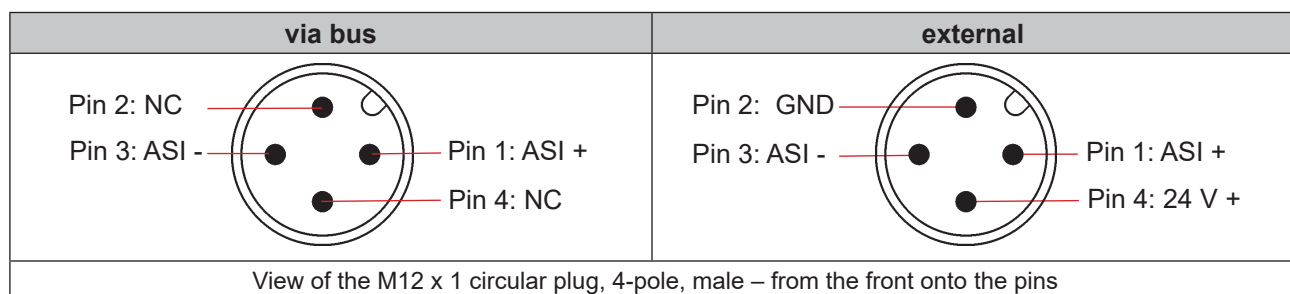 via bus
external
Pin 2: NC
Pin 3: ASI -
Pin 1: ASI +
Pin 4: NC
Pin 2:  GND
Pin 3: ASI -
Pin 1: ASI +
Pin 4: 24 V +
View of the M12 x 1 circular plug, 4-pole, male – from the front onto the pins